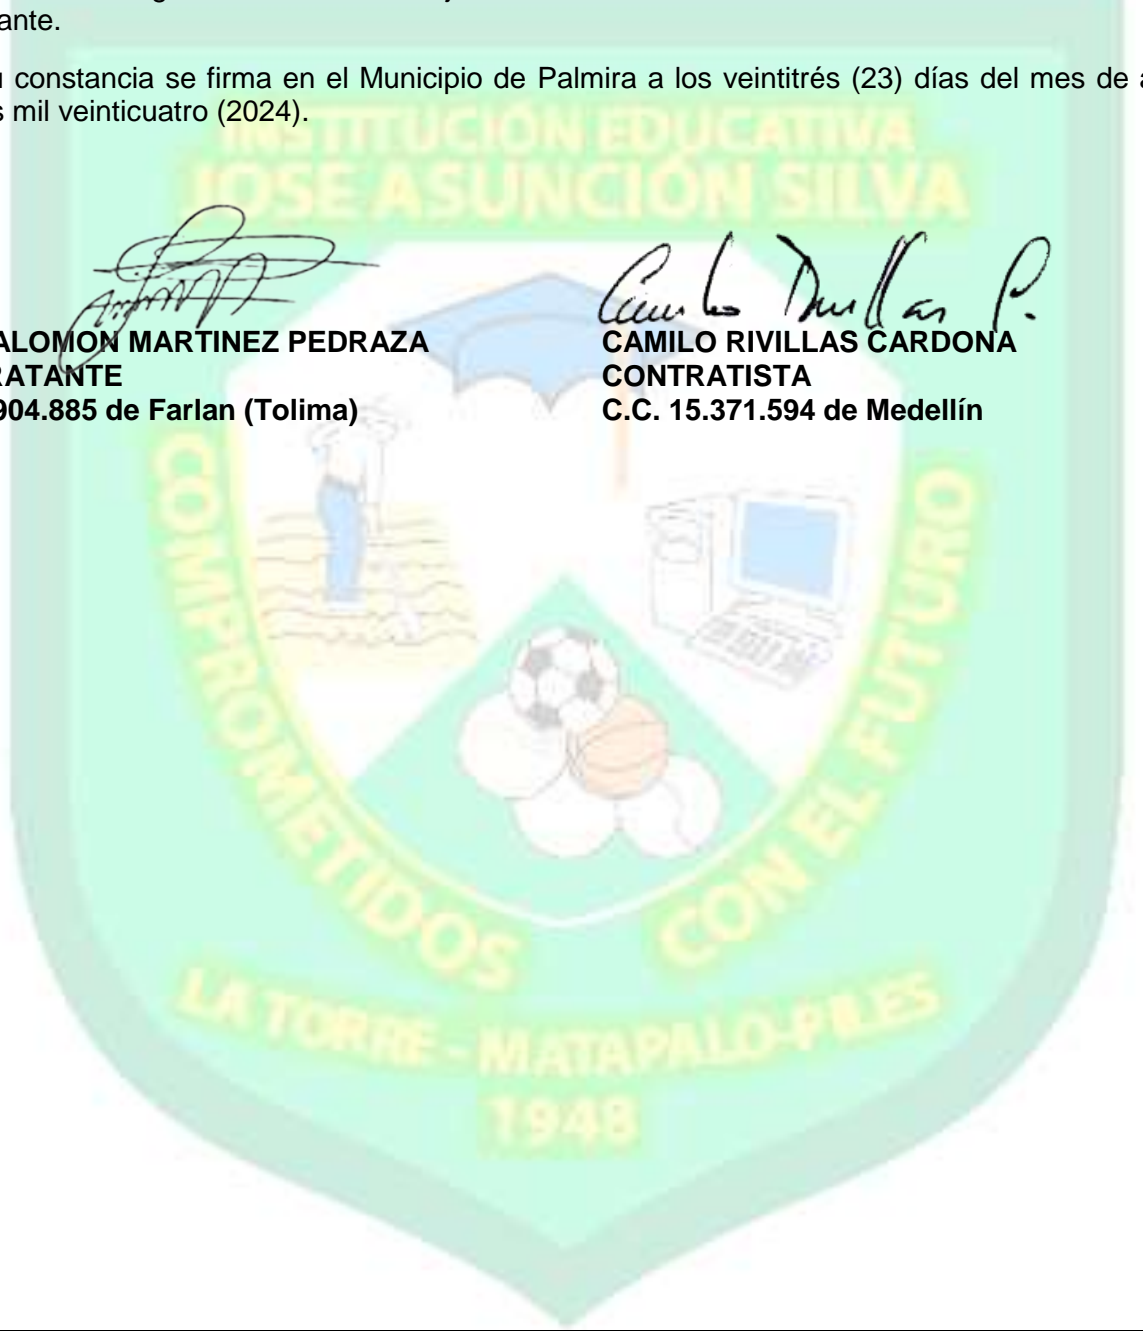 ante.
constancia se firma en el Municipio de Palmira a los veintitrés (23) días del mes de
mil veinticuatro (2024).
INSTITUCIÓN EDUCATIVA
JOSE ASUNCIÓN SILVA
Camilo Rivillas C.
ALOMON MARTINEZ PEDRAZA
CAMILO RIVILLAS CARDONA
RATANTE
CONTRATISTA
904.885 de Farlan (Tolima)
C.C. 15.371.594 de Medellín
COMPROMETIDOS
CON EL FUTURO
LA TORRE - MATAPALO-PILES
1948